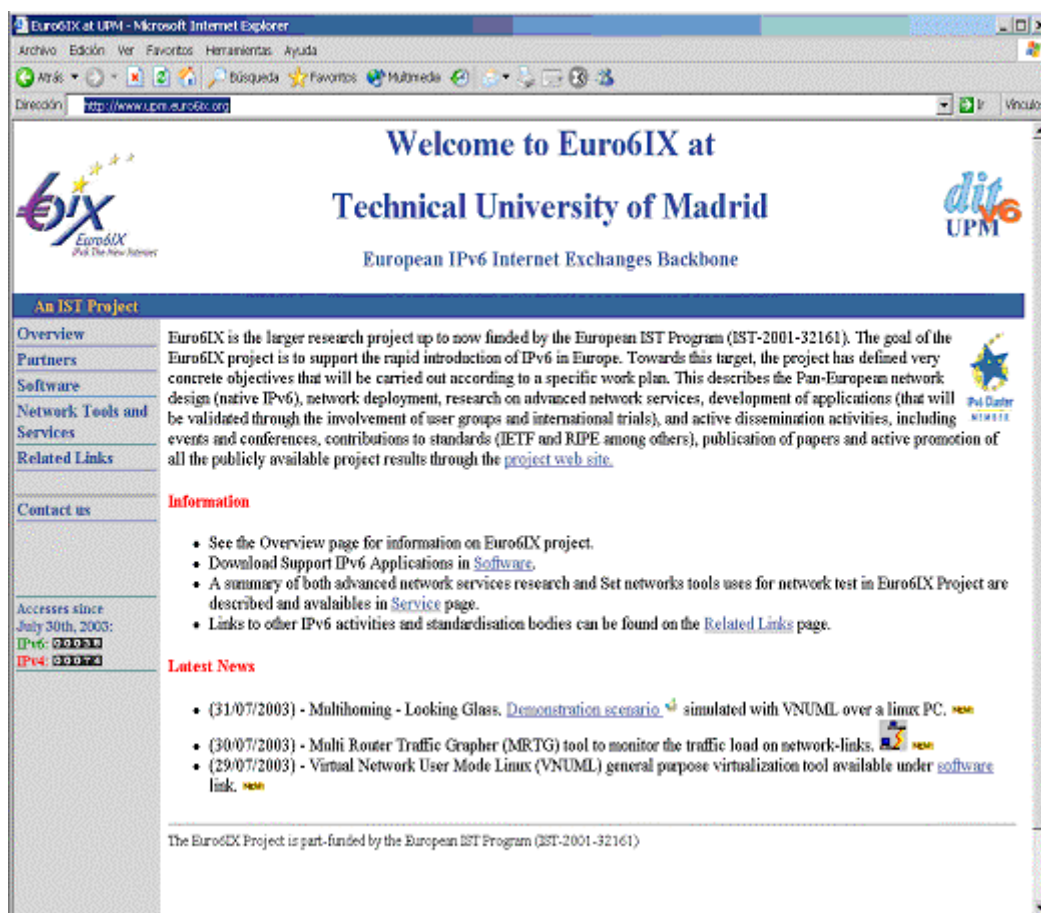 Euro6IX at UPM - Microsoft Internet Explorer
Archivo Edición Ver Favoritos Herramientas Ayuda
Atrás Búsqueda Favoritos Multimedia
Dirección http://www.upm.euro6ix.org Ir Vínculos
Welcome to Euro6IX at
Technical University of Madrid
European IPv6 Internet Exchanges Backbone
6IX
Euro6IX
IPv6 The New Internet
dit
v6
UPM
An IST Project
Overview
Partners
Software
Network Tools and
Services
Related Links
Contact us
Accesses since
July 30th, 2003:
IPv6: 00038
IPv4: 00074
Euro6IX is the larger research project up to now funded by the European IST Program (IST-2001-32161). The goal of the
Euro6IX project is to support the rapid introduction of IPv6 in Europe. Towards this target, the project has defined very
concrete objectives that will be carried out according to a specific work plan. This describes the Pan-European network
design (native IPv6), network deployment, research on advanced network services, development of applications (that will
be validated through the involvement of user groups and international trials), and active dissemination activities, including
events and conferences, contributions to standards (IETF and RIPE among others), publication of papers and active promotion of
all the publicly available project results through the project web site.
IPv6 Cluster
Information
• See the Overview page for information on Euro6IX project.
• Download Support IPv6 Applications in Software.
• A summary of both advanced network services research and Set networks tools uses for network test in Euro6IX Project are
described and avalaibles in Service page.
• Links to other IPv6 activities and standardisation bodies can be found on the Related Links page.
Latest News
• (31/07/2003) - Multihoming - Looking Glass. Demonstration scenario simulated with VNUML over a linux PC. NEW!
• (30/07/2003) - Multi Router Traffic Grapher (MRTG) tool to monitor the traffic load on network-links. NEW!
• (29/07/2003) - Virtual Network User Mode Linux (VNUML) general purpose virtualization tool available under software
link. NEW!
The Euro6IX Project is part-funded by the European IST Program (IST-2001-32161)